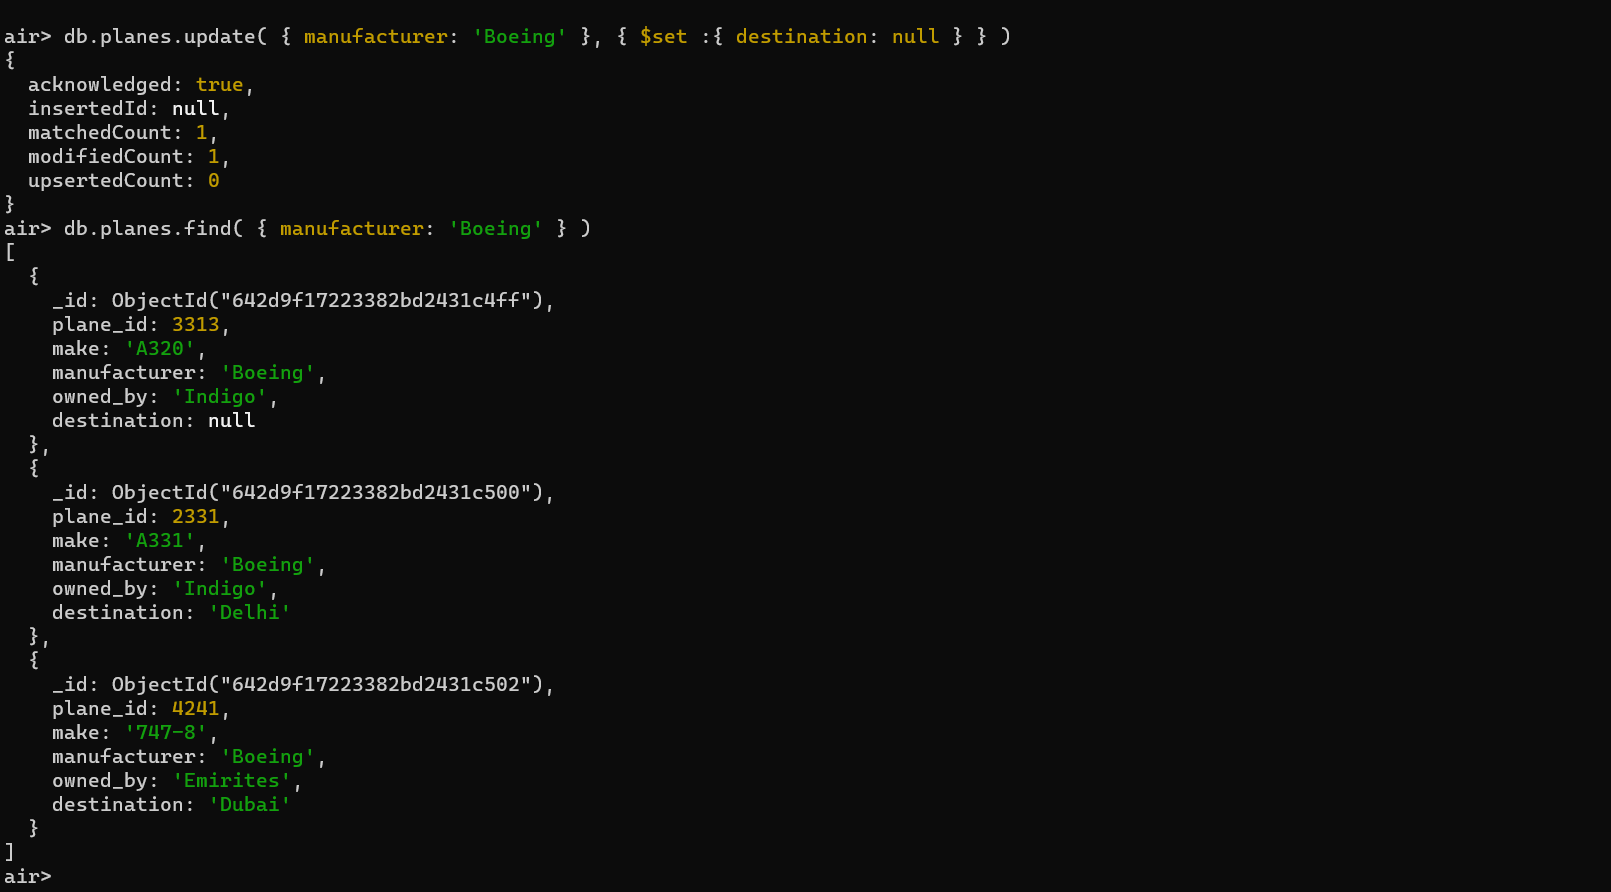 air> db.planes.update( { manufacturer: 'Boeing' }, { $set :{ destination: null } } )
{
  acknowledged: true,
  insertedId: null,
  matchedCount: 1,
  modifiedCount: 1,
  upsertedCount: 0
}
air> db.planes.find( { manufacturer: 'Boeing' } )
[
  {
    _id: ObjectId("642d9f17223382bd2431c4ff"),
    plane_id: 3313,
    make: 'A320',
    manufacturer: 'Boeing',
    owned_by: 'Indigo',
    destination: null
  },
  {
    _id: ObjectId("642d9f17223382bd2431c500"),
    plane_id: 2331,
    make: 'A331',
    manufacturer: 'Boeing',
    owned_by: 'Indigo',
    destination: 'Delhi'
  },
  {
    _id: ObjectId("642d9f17223382bd2431c502"),
    plane_id: 4241,
    make: '747-8',
    manufacturer: 'Boeing',
    owned_by: 'Emirites',
    destination: 'Dubai'
  }
]
air>